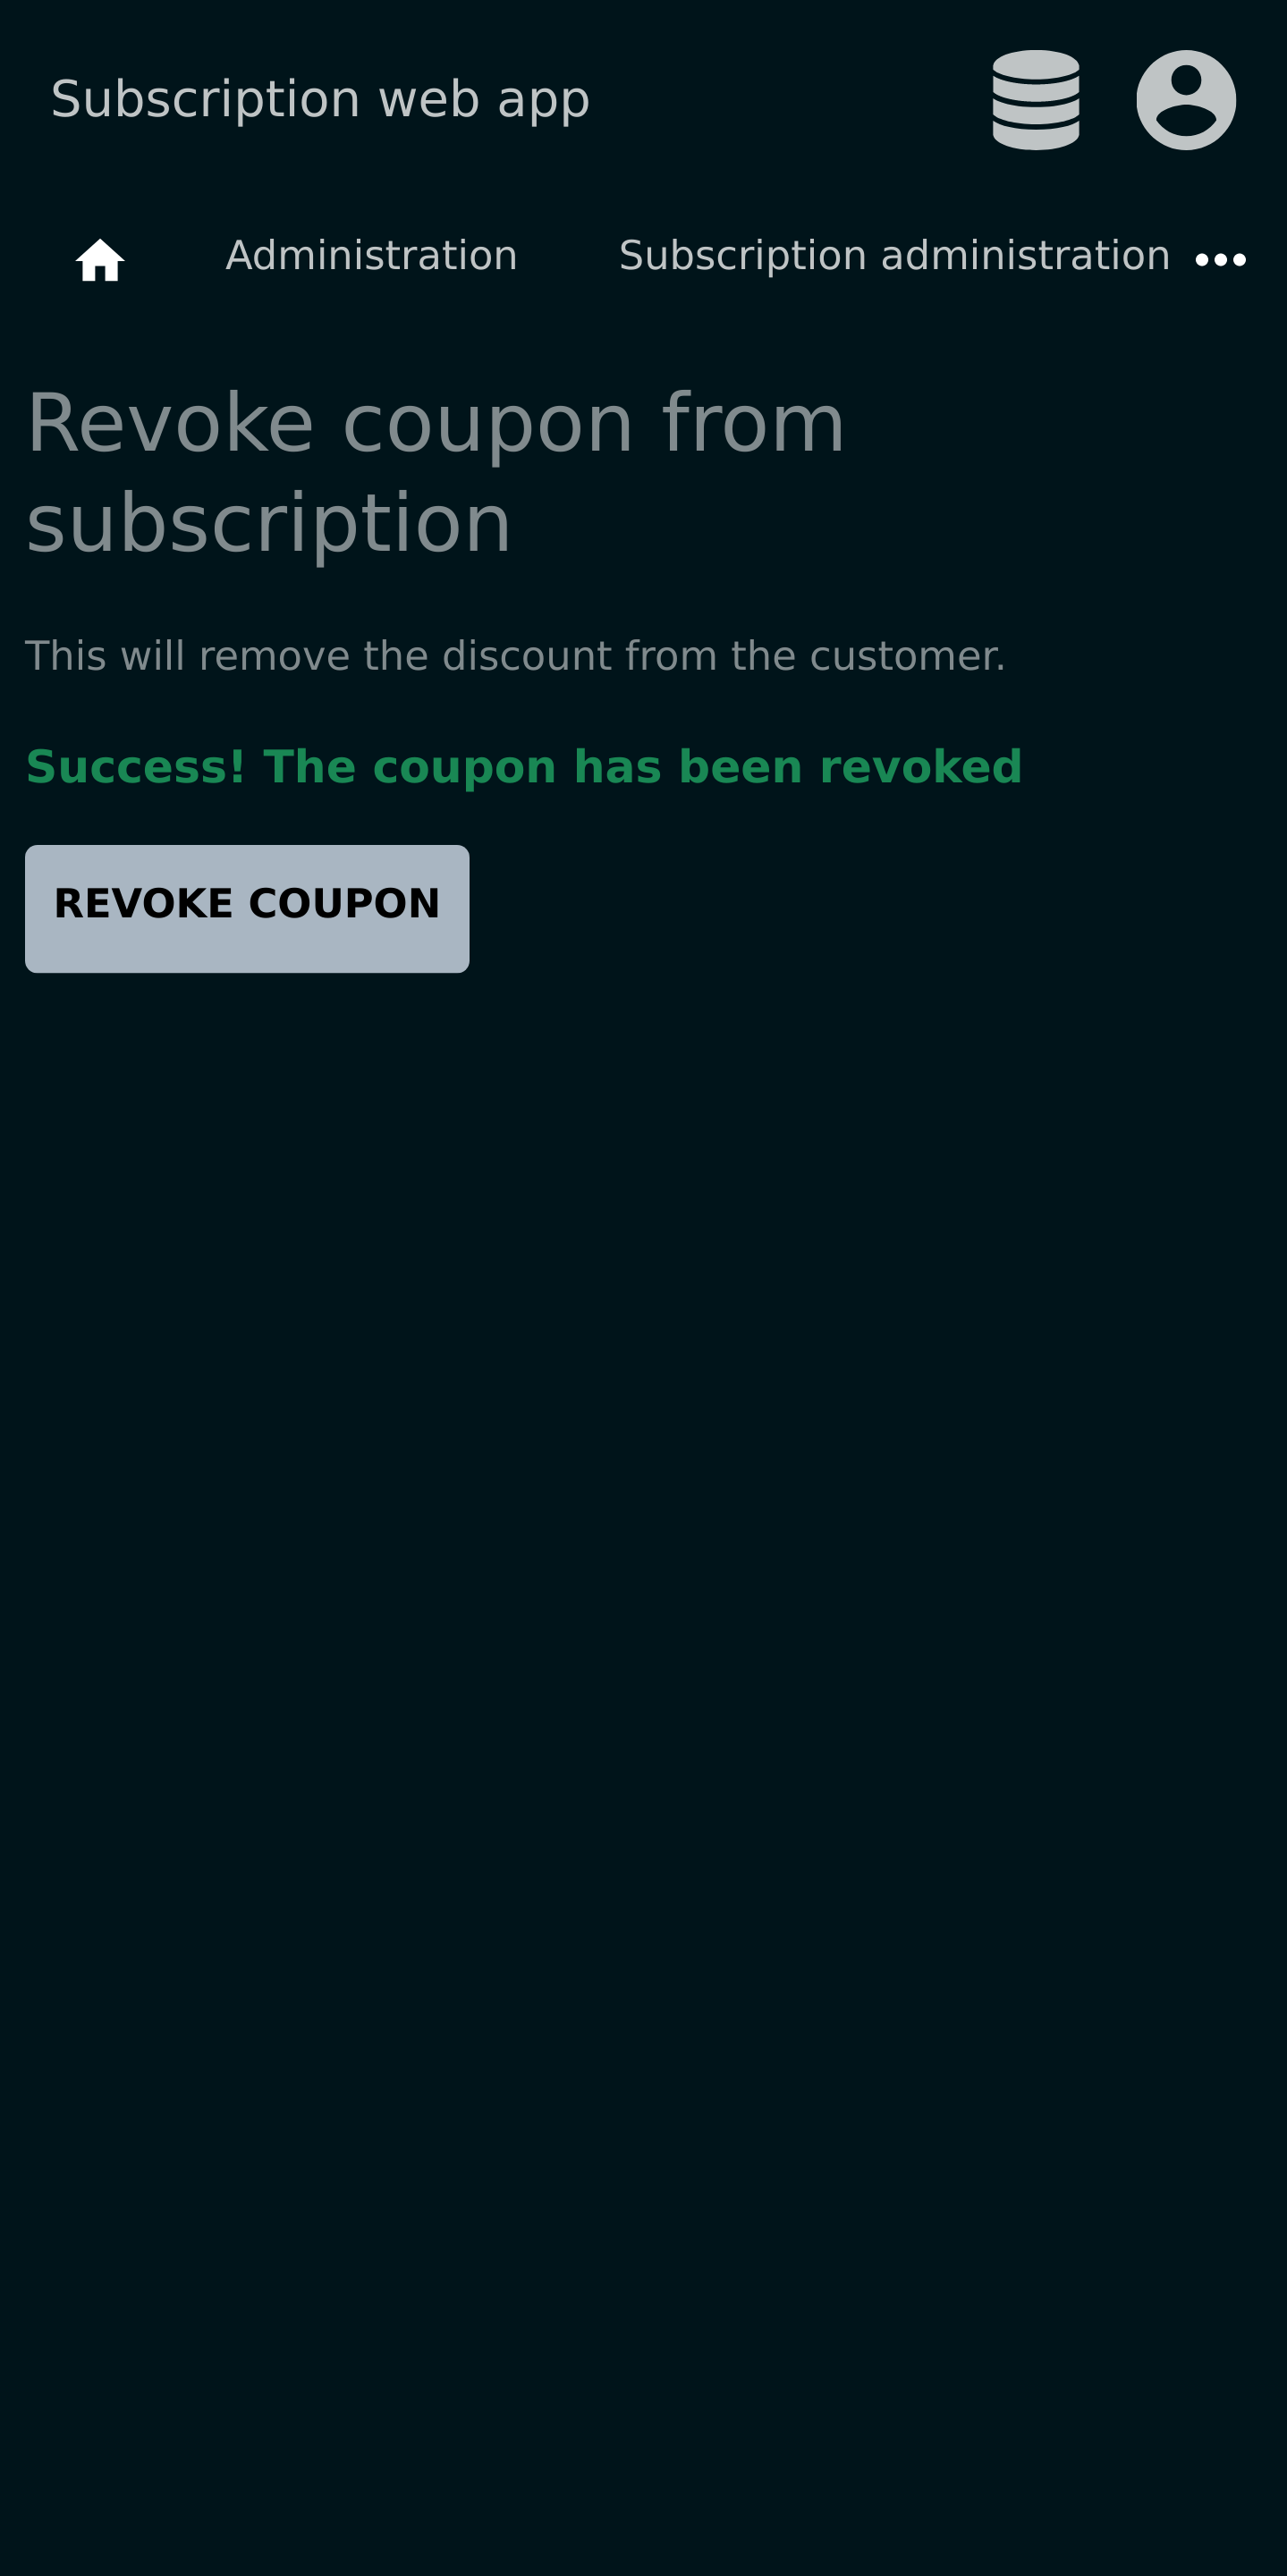 Subscription web app
Administration
Subscription administration
Revoke coupon from
subscription
This will remove the discount from the customer.
Success! The coupon has been revoked
REVOKE COUPON